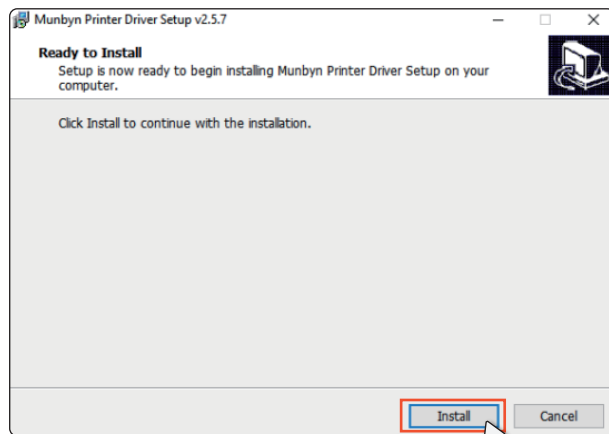 Munbyn Printer Driver Setup v2.5.7
Ready to Install
Setup is now ready to begin installing Munbyn Printer Driver Setup on your
computer.
Click Install to continue with the installation.
Install
Cancel